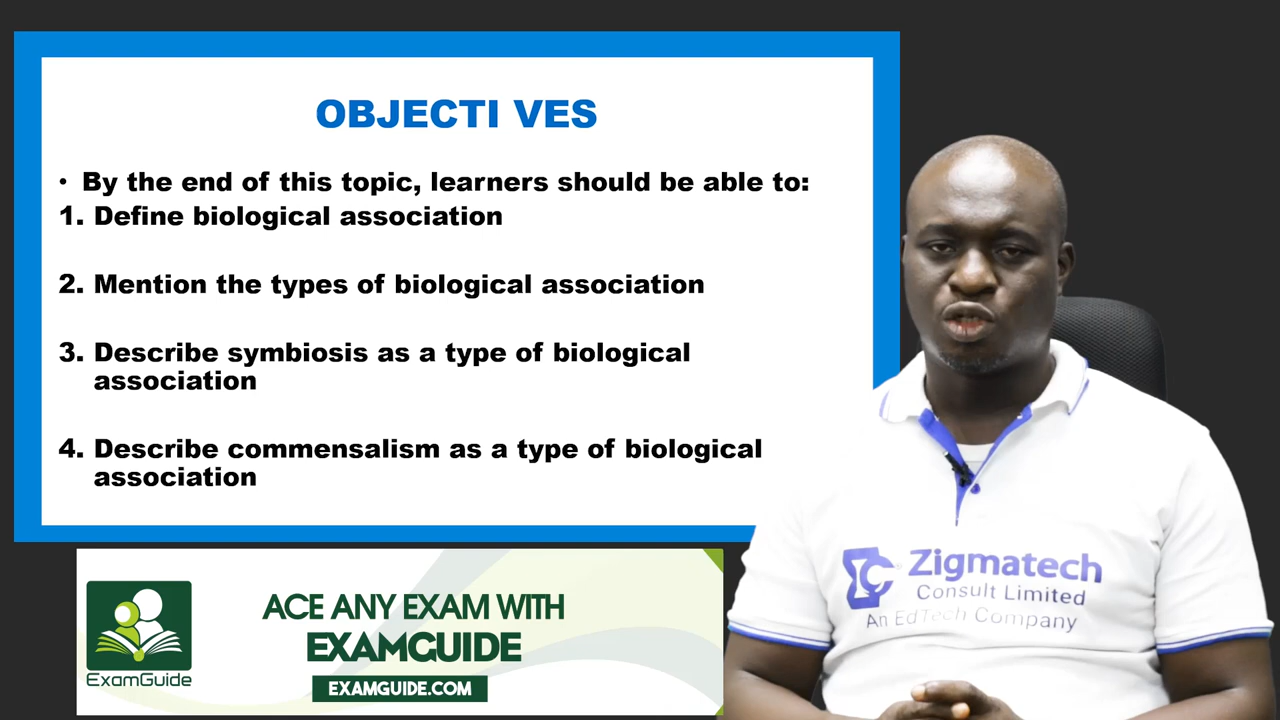 OBJECTI VES
• By the end of this topic, learners should be able to:
1. Define biological association
2. Mention the types of biological association
3. Describe symbiosis as a type of biological
association
4. Describe commensalism as a type of biological
association
ExamGuide
ACE ANY EXAM WITH
EXAMGUIDE
EXAMGUIDE.COM
Zigmatech
Consult Limited
An EdTech Company